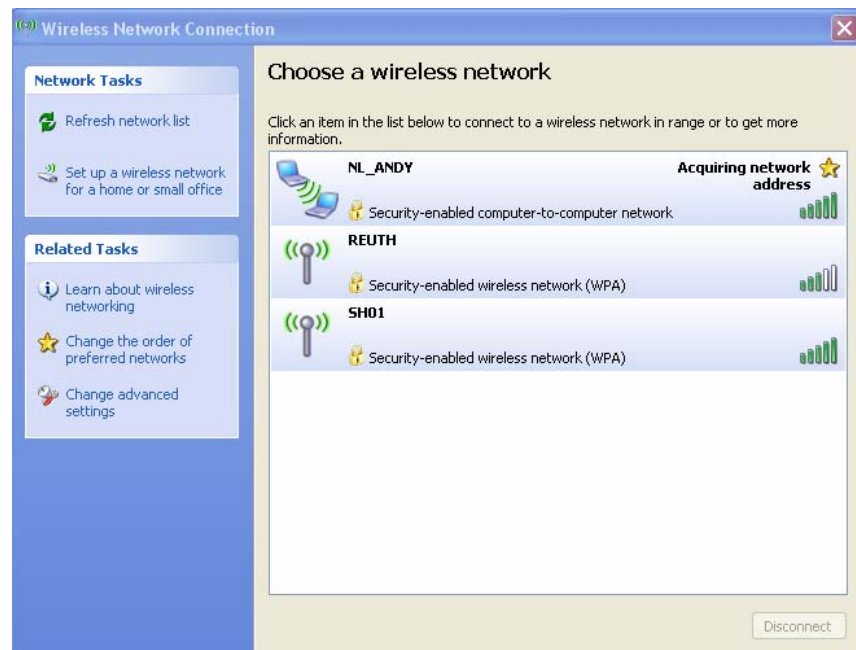 Wireless Network Connection
Network Tasks
Refresh network list
Set up a wireless network
for a home or small office
Related Tasks
Learn about wireless
networking
Change the order of
preferred networks
Change advanced
settings
Choose a wireless network
Click an item in the list below to connect to a wireless network in range or to get more
information.
NL_ANDY
Acquiring network
address
Security-enabled computer-to-computer network
REUTH
Security-enabled wireless network (WPA)
SH01
Security-enabled wireless network (WPA)
Disconnect